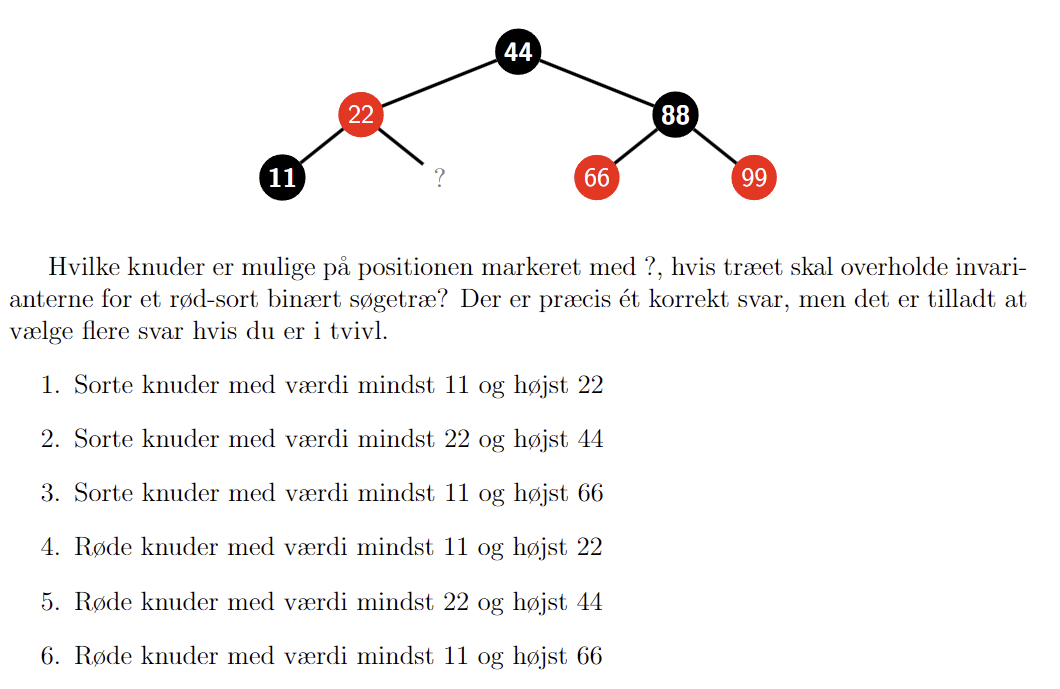 44
22
88
11
?
66
99
Hvilke knuder er mulige på positionen markeret med ?, hvis træet skal overholde invari-
anterne for et rød-sort binært søgetræ? Der er præcis ét korrekt svar, men det er tilladt at
vælge flere svar hvis du er i tvivl.
1. Sorte knuder med værdi mindst 11 og højst 22
2. Sorte knuder med værdi mindst 22 og højst 44
3. Sorte knuder med værdi mindst 11 og højst 66
4. Røde knuder med værdi mindst 11 og højst 22
5. Røde knuder med værdi mindst 22 og højst 44
6. Røde knuder med værdi mindst 11 og højst 66